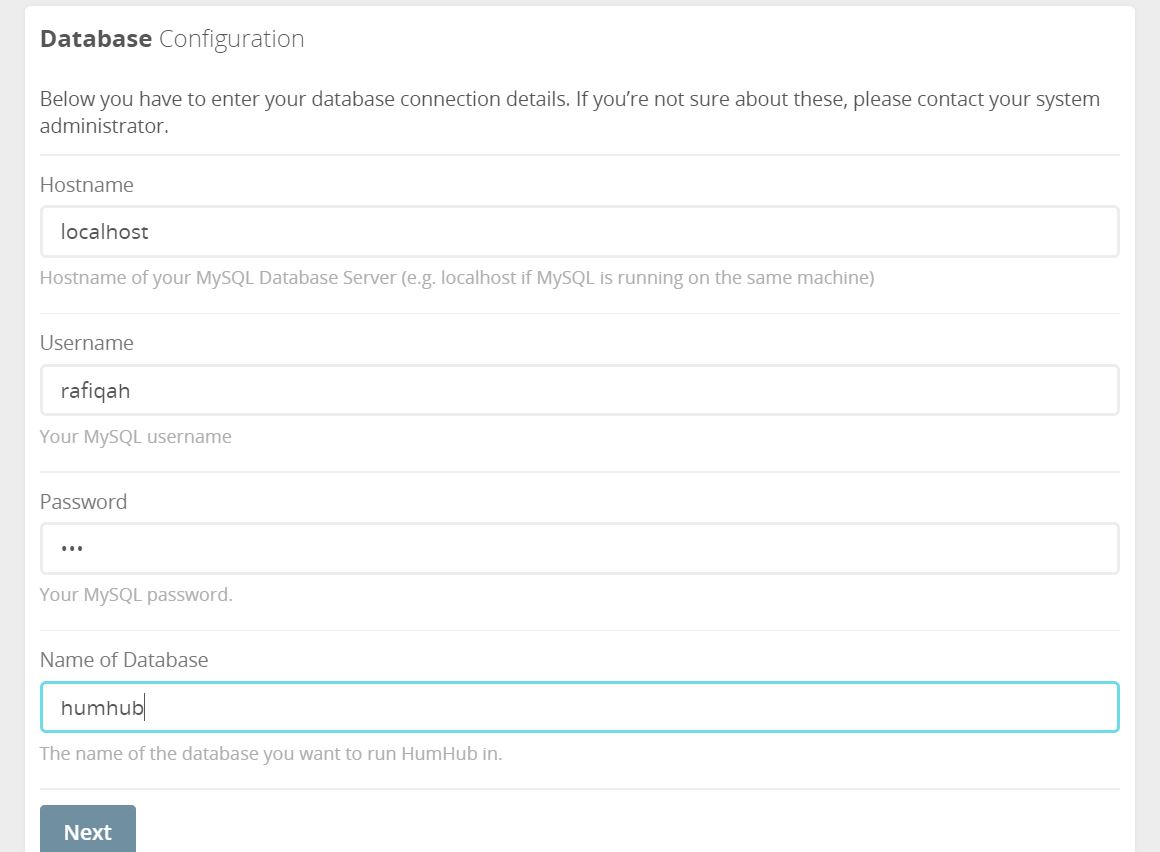 Database Configuration
Below you have to enter your database connection details. If you’re not sure about these, please contact your system
administrator.
Hostname
localhost
Hostname of your MySQL Database Server (e.g. localhost if MySQL is running on the same machine)
Username
rafiqah
Your MySQL username
Password
•••
Your MySQL password.
Name of Database
humhub
The name of the database you want to run HumHub in.
Next